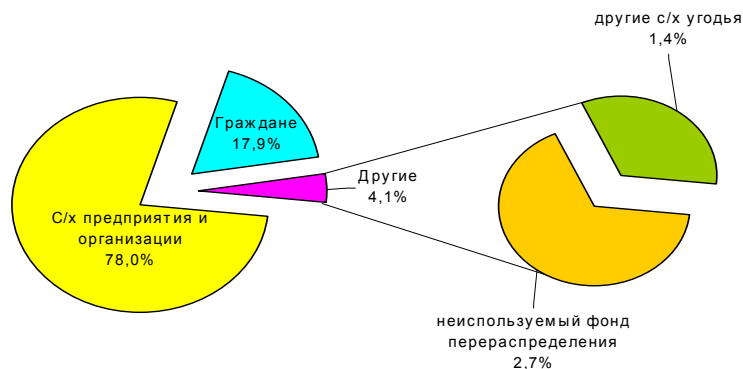 другие с/х угодья
1,4%
Граждане
17,9%
Другие
4,1%
С/х предприятия и
организации
78,0%
неиспользуемый фонд
перераспределения
2,7%